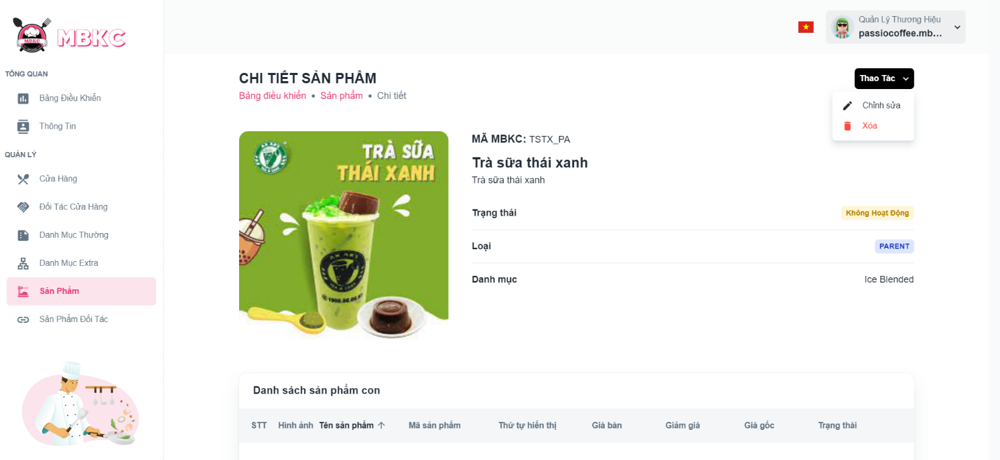 MBKC
MBKC
Quản Lý Thương Hiệu
passiocoffee.mb...
TỔNG QUAN
Bảng Điều Khiển
Thông Tin
QUẢN LÝ
Cửa Hàng
Đối Tác Cửa Hàng
Danh Mục Thường
Danh Mục Extra
Sản Phẩm
Sản Phẩm Đối Tác
CHI TIẾT SẢN PHẨM
Bảng điều khiển • Sản phẩm • Chi tiết
Thao Tác
Chỉnh sửa
Xóa
TRÀ SỮA
THÁI XANH
TEA & CAKE
MÃ MBKC: TSTX_PA
Trà sữa thái xanh
Trà sữa thái xanh
Trạng thái
Không Hoạt Động
Loại
PARENT
Danh mục
Ice Blended
Danh sách sản phẩm con
STT Hình ảnh Tên sản phẩm Mã sản phẩm Thứ tự hiển thị Giá bán Giảm giá Giá gốc Trạng thái